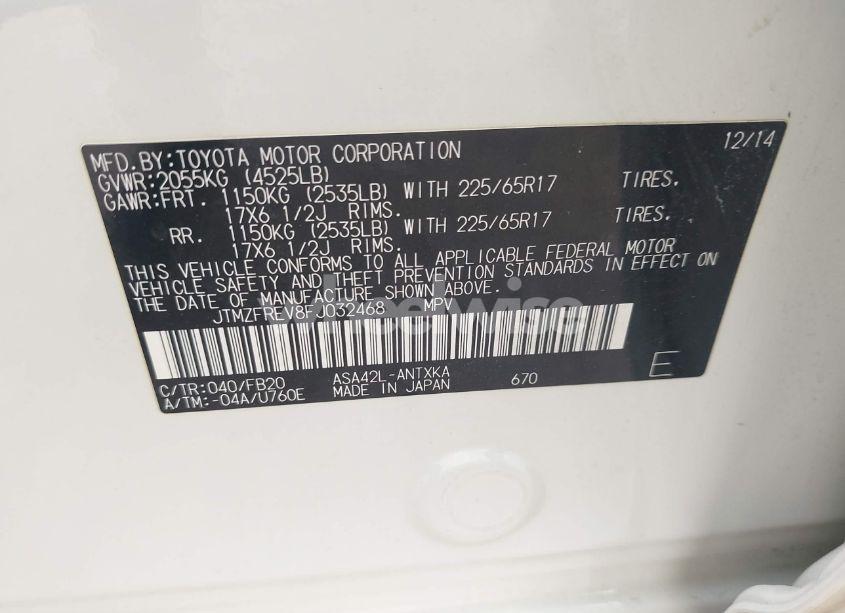 12/14
MFD.BY:TOYOTA MOTOR CORPORATION
GVWR:2055KG (4525LB)
GAWR:FRT. 1150KG (2535LB) WITH 225/65R17 TIRES.
17X6 1/2J RIMS.
RR. 1150KG (2535LB) WITH 225/65R17 TIRES.
17X6 1/2J RIMS.
THIS VEHICLE CONFORMS TO ALL APPLICABLE FEDERAL MOTOR
VEHICLE SAFETY AND THEFT PREVENTION STANDARDS IN EFFECT ON
THE DATE OF MANUFACTURE SHOWN ABOVE.
JTMZFREV8FJ032468 MPV
C/TR:040/FB20 ASA42L-ANTXKA 670 E
A/TM:-04A/U760E MADE IN JAPAN
wheelwise